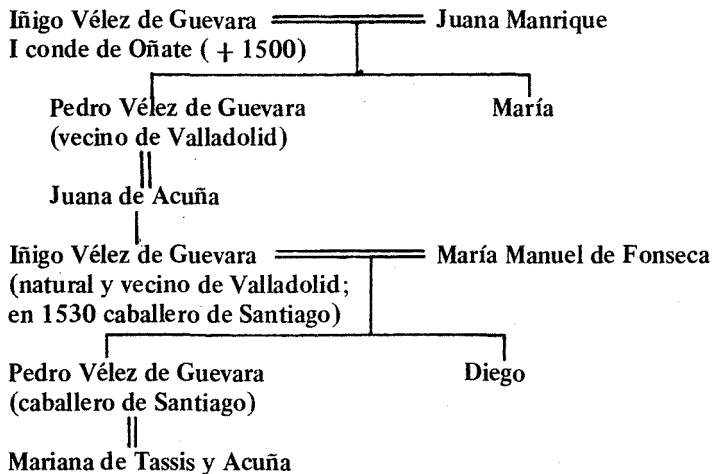 Iñigo Vélez de Guevara Juana Manrique
I conde de Oñate ( + 1500)
Pedro Vélez de Guevara María
(vecino de Valladolid)
Juana de Acuña
Iñigo Vélez de Guevara María Manuel de Fonseca
(natural y vecino de Valladolid;
en 1530 caballero de Santiago)
Pedro Vélez de Guevara Diego
(caballero de Santiago)
Mariana de Tassis y Acuña